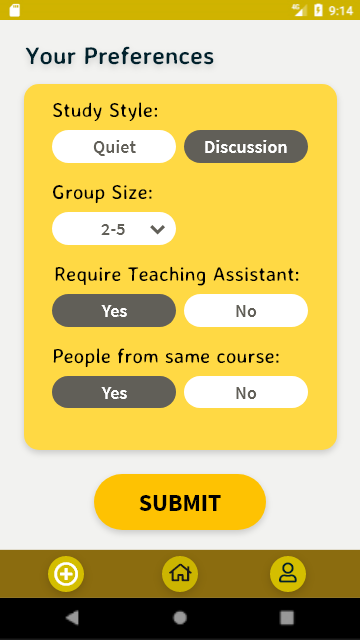 4G 9:14
Your Preferences
Study Style:
Quiet Discussion
Group Size:
2-5
Require Teaching Assistant:
Yes No
People from same course:
Yes No
SUBMIT